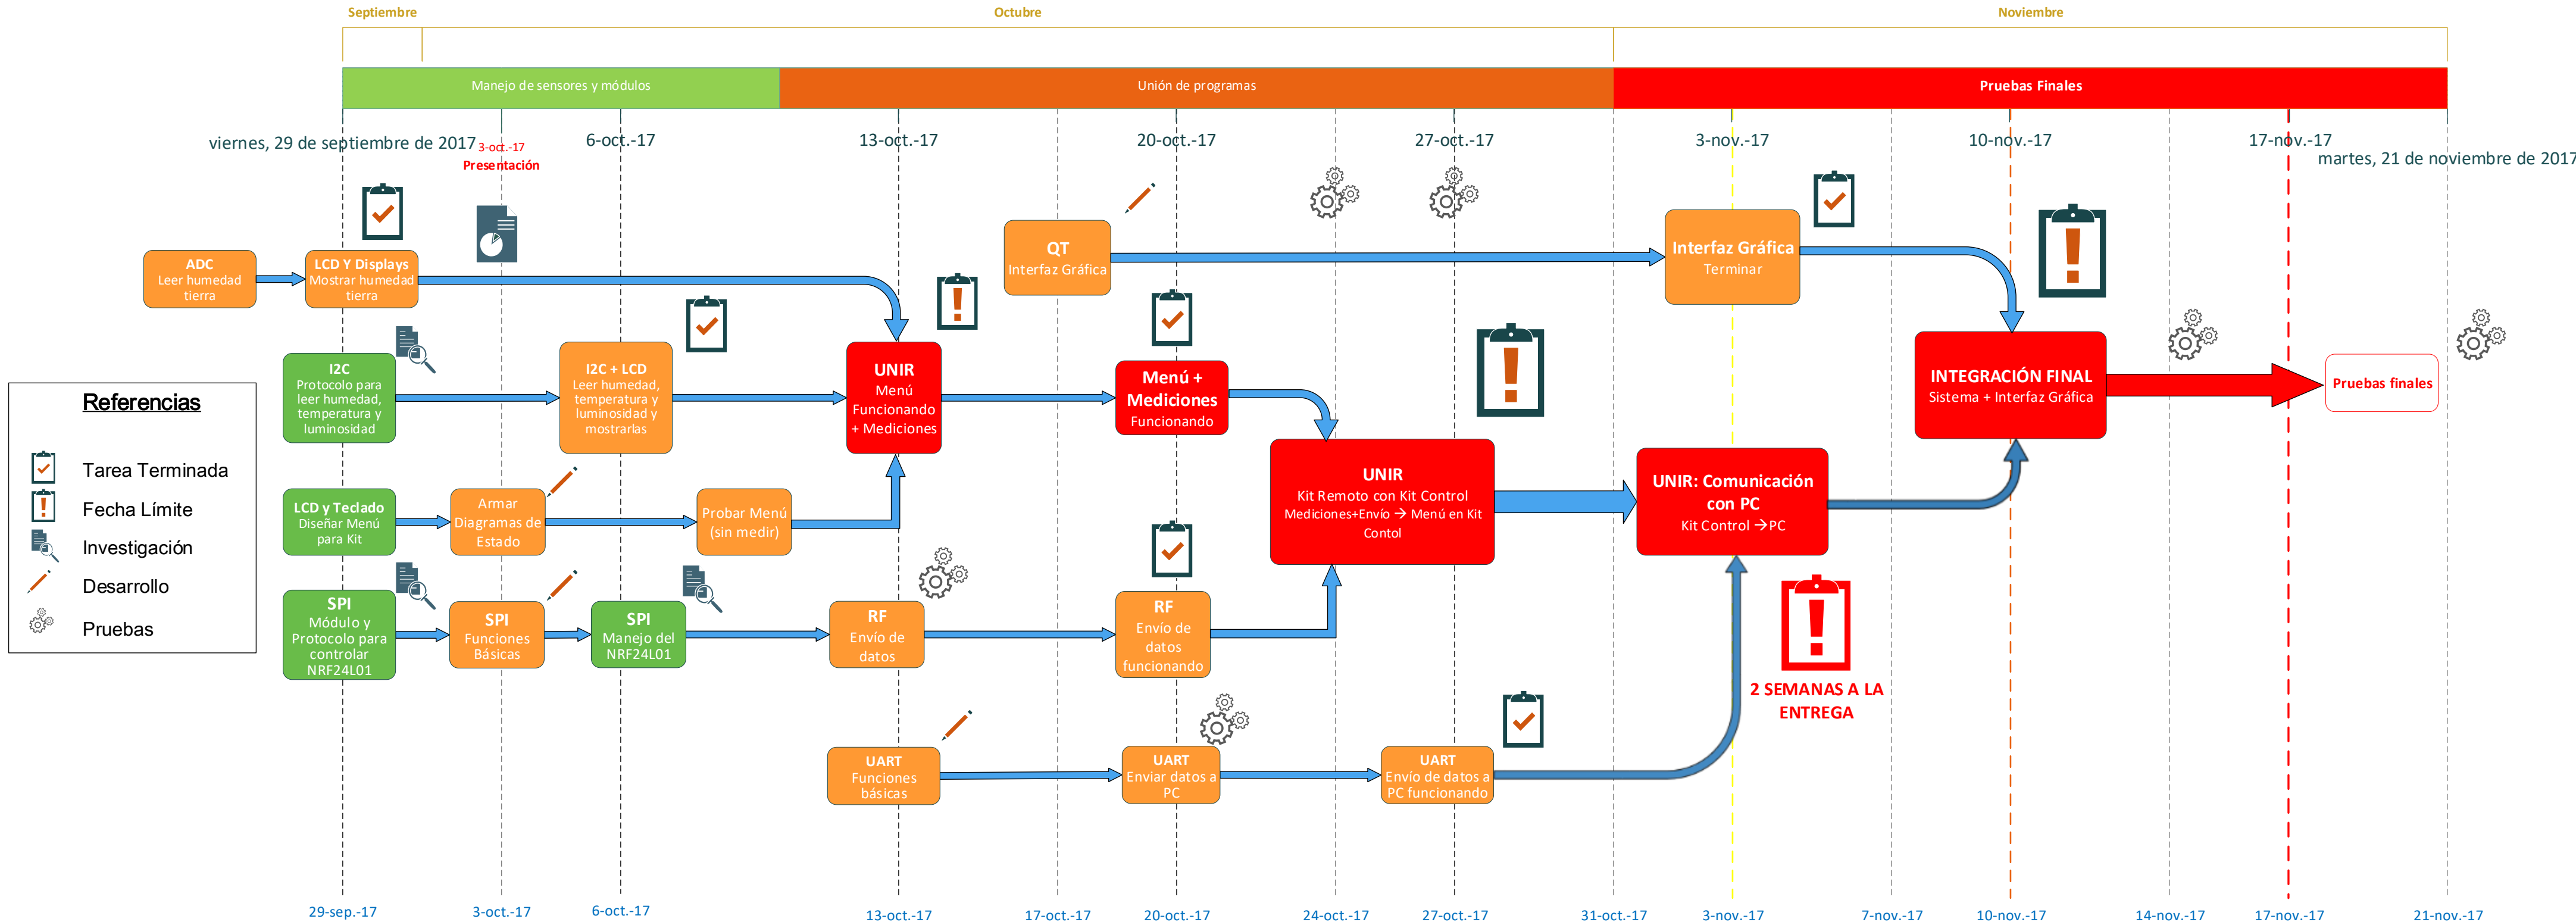 Septiembre
Octubre
Noviembre
Manejo de sensores y módulos
Unión de programas
Pruebas Finales
viernes, 29 de septiembre de 2017
3-oct.-17
Presentación
6-oct.-17
13-oct.-17
20-oct.-17
27-oct.-17
3-nov.-17
10-nov.-17
17-nov.-17
martes, 21 de noviembre de 2017
ADC
Leer humedad
tierra
LCD Y Displays
Mostrar humedad
tierra
QT
Interfaz Gráfica
Interfaz Gráfica
Terminar
I2C
Protocolo para
leer humedad,
temperatura y
luminosidad
I2C + LCD
Leer humedad,
temperatura y
luminosidad y
mostrarlas
UNIR
Menú
Funcionando
+ Mediciones
Menú +
Mediciones
Funcionando
INTEGRACIÓN FINAL
Sistema + Interfaz Gráfica
Pruebas finales
Referencias
Tarea Terminada
Fecha Límite
Investigación
Desarrollo
Pruebas
LCD y Teclado
Diseñar Menú
para Kit
Armar
Diagramas de
Estado
Probar Menú
(sin medir)
UNIR
Kit Remoto con Kit Control
Mediciones+Envío → Menú en Kit
Contol
UNIR: Comunicación
con PC
Kit Control → PC
SPI
Módulo y
Protocolo para
controlar
NRF24L01
SPI
Funciones
Básicas
SPI
Manejo del
NRF24L01
RF
Envío de
datos
RF
Envío de
datos
funcionando
2 SEMANAS A LA
ENTREGA
UART
Funciones
básicas
UART
Enviar datos a
PC
UART
Envío de datos a
PC funcionando
29-sep.-17
3-oct.-17
6-oct.-17
13-oct.-17
17-oct.-17
20-oct.-17
24-oct.-17
27-oct.-17
31-oct.-17
3-nov.-17
7-nov.-17
10-nov.-17
14-nov.-17
17-nov.-17
21-nov.-17